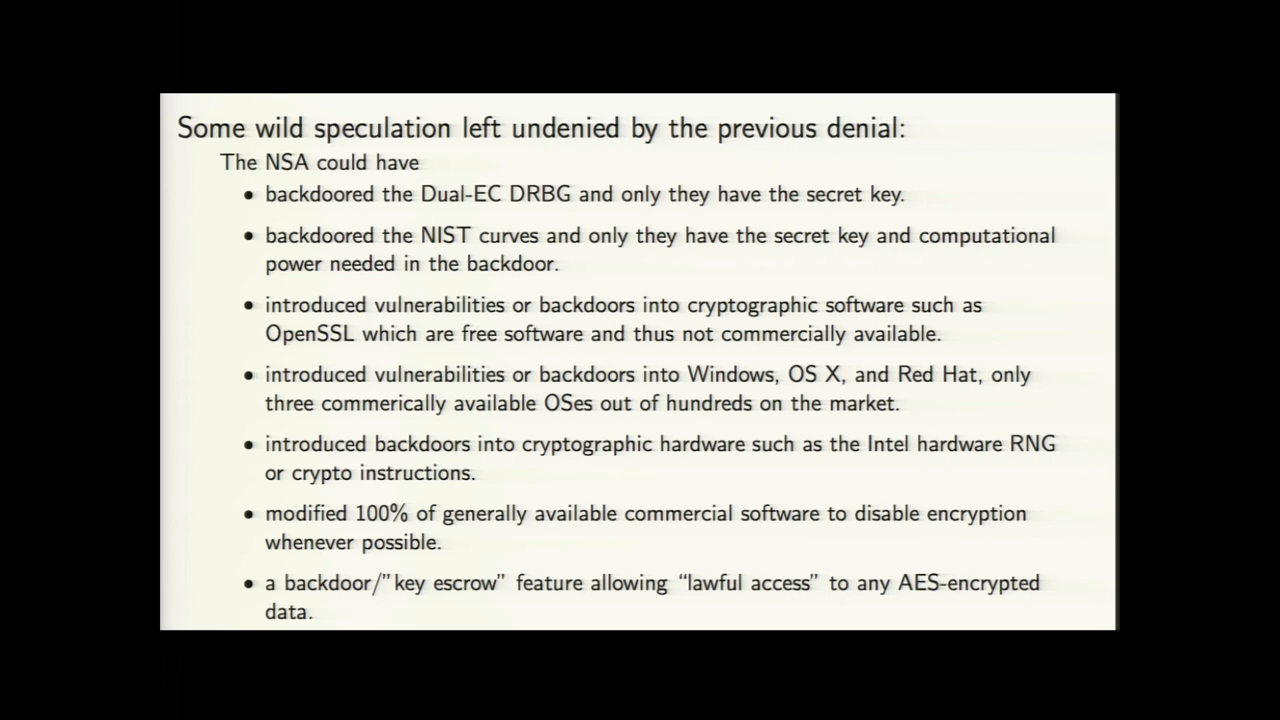 Some wild speculation left undenied by the previous denial:
The NSA could have
• backdoored the Dual-EC DRBG and only they have the secret key.
• backdoored the NIST curves and only they have the secret key and computational
power needed in the backdoor.
• introduced vulnerabilities or backdoors into cryptographic software such as
OpenSSL which are free software and thus not commercially available.
• introduced vulnerabilities or backdoors into Windows, OS X, and Red Hat, only
three commerically available OSes out of hundreds on the market.
• introduced backdoors into cryptographic hardware such as the Intel hardware RNG
or crypto instructions.
• modified 100% of generally available commercial software to disable encryption
whenever possible.
• a backdoor/”key escrow” feature allowing “lawful access” to any AES-encrypted
data.